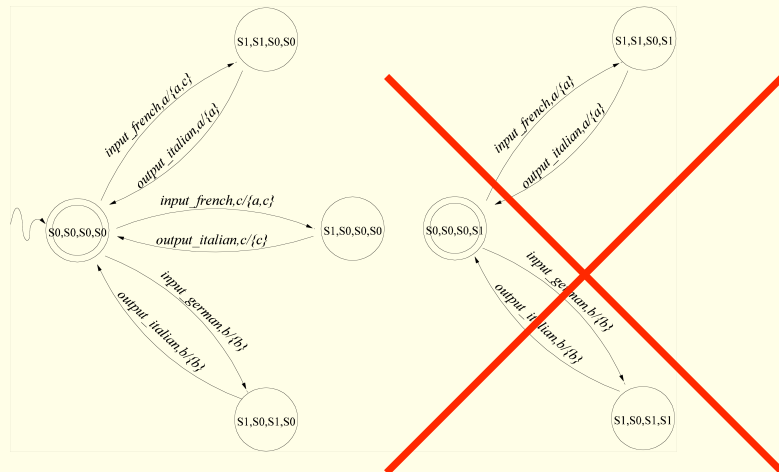 S1,S1,S0,S0
input_french,a/{a,c}
output_italian,a/{a}
S0,S0,S0,S0
input_french,c/{a,c}
output_italian,c/{c}
S1,S0,S0,S0
input_german,b/{b}
output_italian,b/{b}
S1,S0,S1,S0
S1,S1,S0,S1
input_french,a/{a}
output_italian,a/{a}
S0,S0,S0,S1
input_german,b/{b}
output_italian,b/{b}
S1,S0,S1,S1